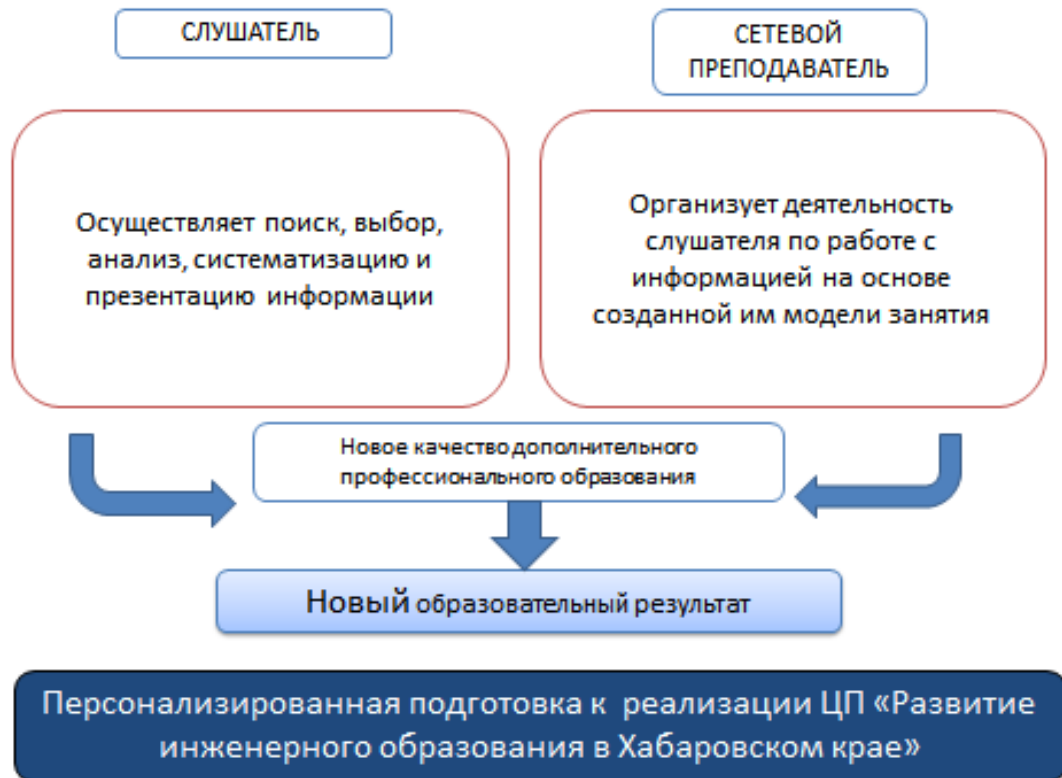 СЛУШАТЕЛЬ
СЕТЕВОЙ
ПРЕПОДАВАТЕЛЬ
Осуществляет поиск, выбор,
анализ, систематизацию и
презентацию информации
Организует деятельность
слушателя по работе с
информацией на основе
созданной им модели занятия
Новое качество дополнительного
профессионального образования
Новый образовательный результат
Персонализированная подготовка к реализации ЦП «Развитие
инженерного образования в Хабаровском крае»